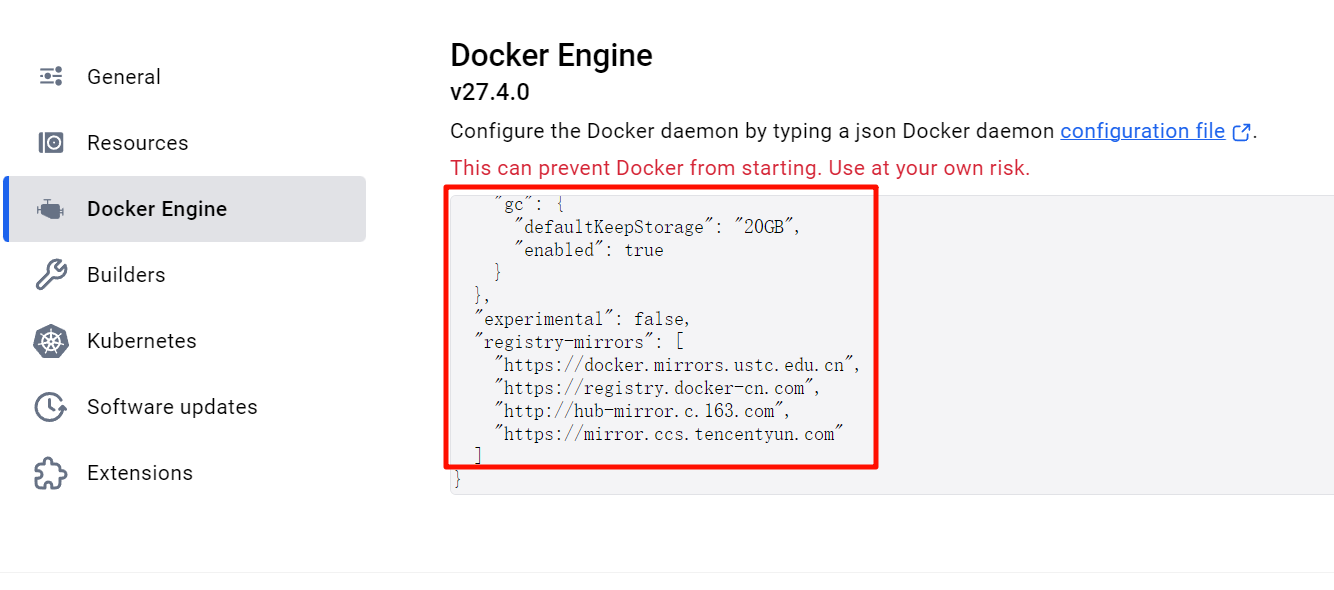 General
Resources
Docker Engine
Builders
Kubernetes
Software updates
Extensions
Docker Engine
v27.4.0
Configure the Docker daemon by typing a json Docker daemon configuration file.
This can prevent Docker from starting. Use at your own risk.
"gc": {
"defaultKeepStorage": "20GB",
"enabled": true
}
},
"experimental": false,
"registry-mirrors": [
"https://docker.mirrors.ustc.edu.cn",
"https://registry.docker-cn.com",
"http://hub-mirror.c.163.com",
"https://mirror.ccs.tencentyun.com"
]
}